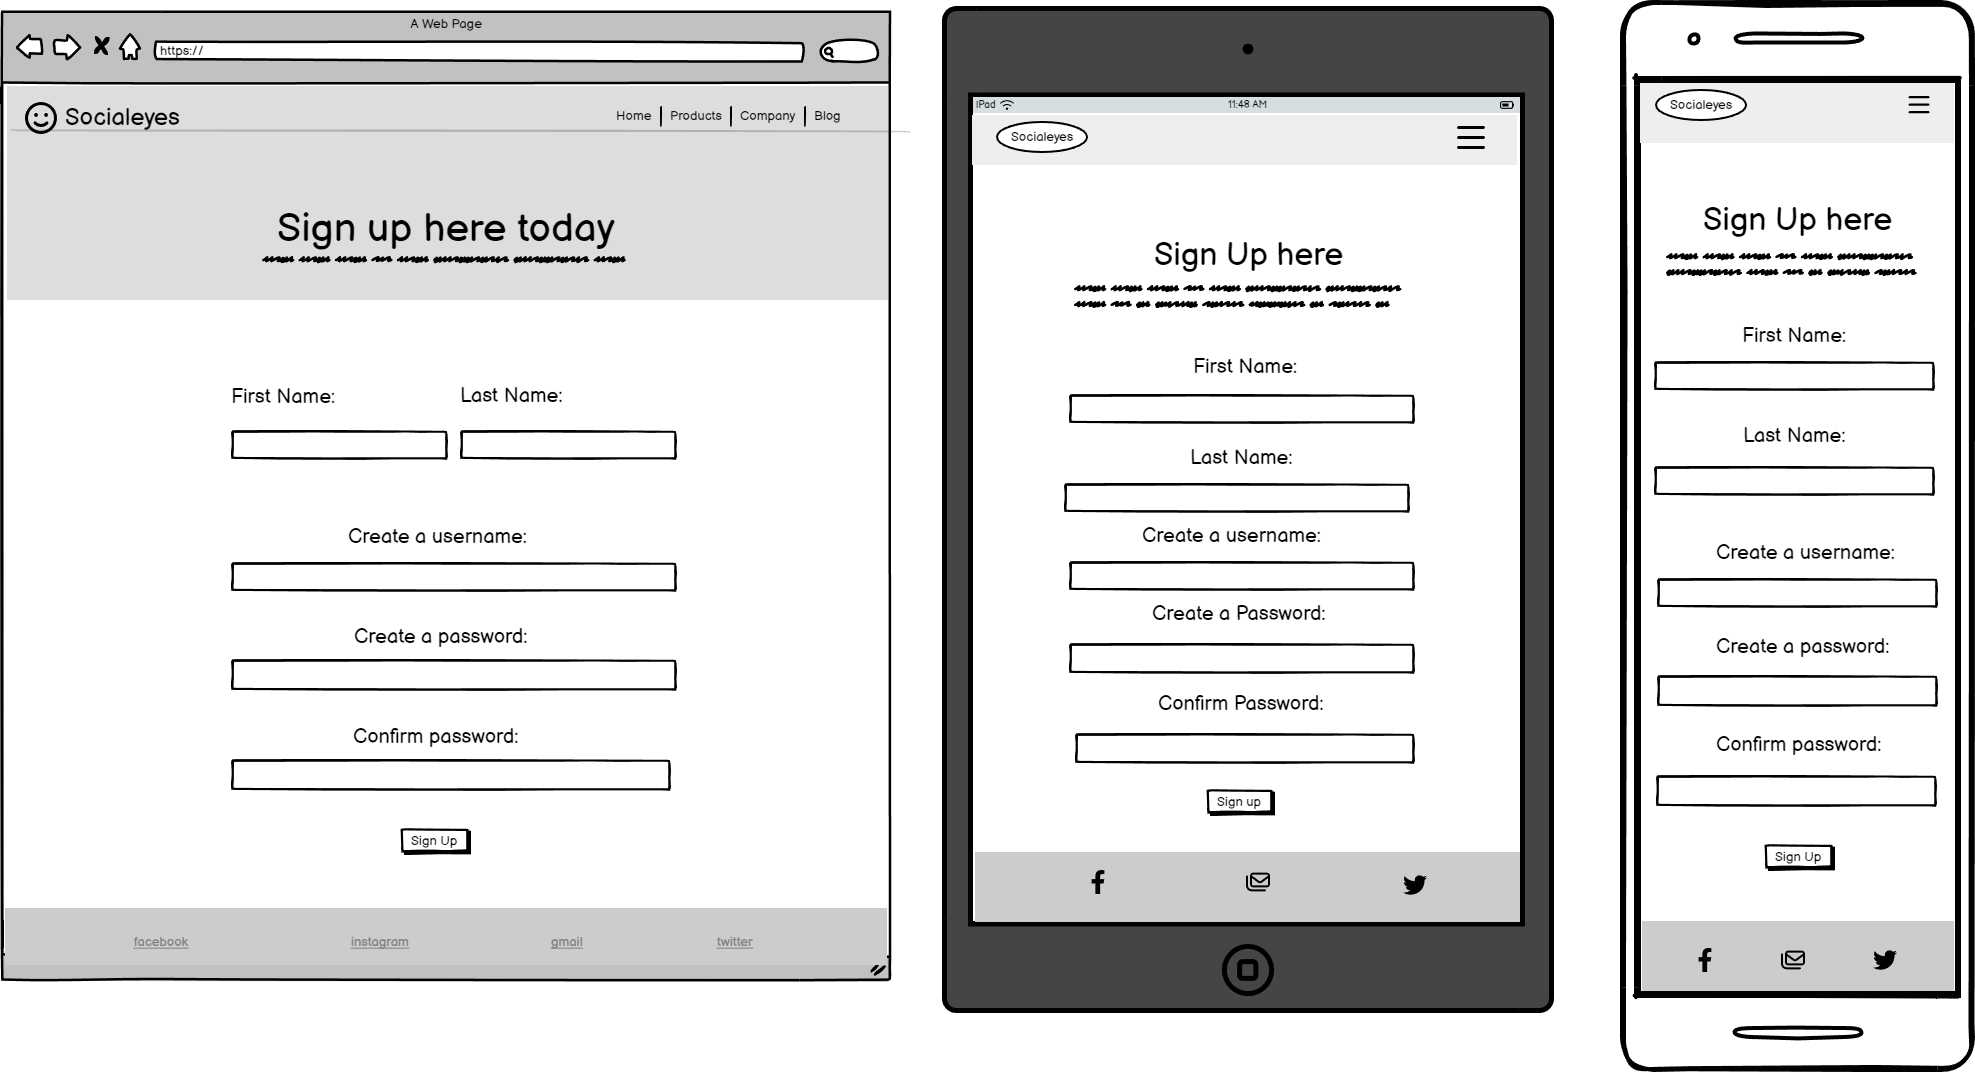 A Web Page
https://
Socialeyes
Home
Products
Company
Blog
Sign up here today
First Name:
Last Name:
Create a username:
Create a password:
Confirm password:
Sign Up
facebook
instagram
gmail
twitter
iPad
11:48 AM
Socialeyes
Sign Up here
First Name:
Last Name:
Create a username:
Create a Password:
Confirm Password:
Sign up
Socialeyes
Sign Up here
First Name:
Last Name:
Create a username:
Create a password:
Confirm password:
Sign Up